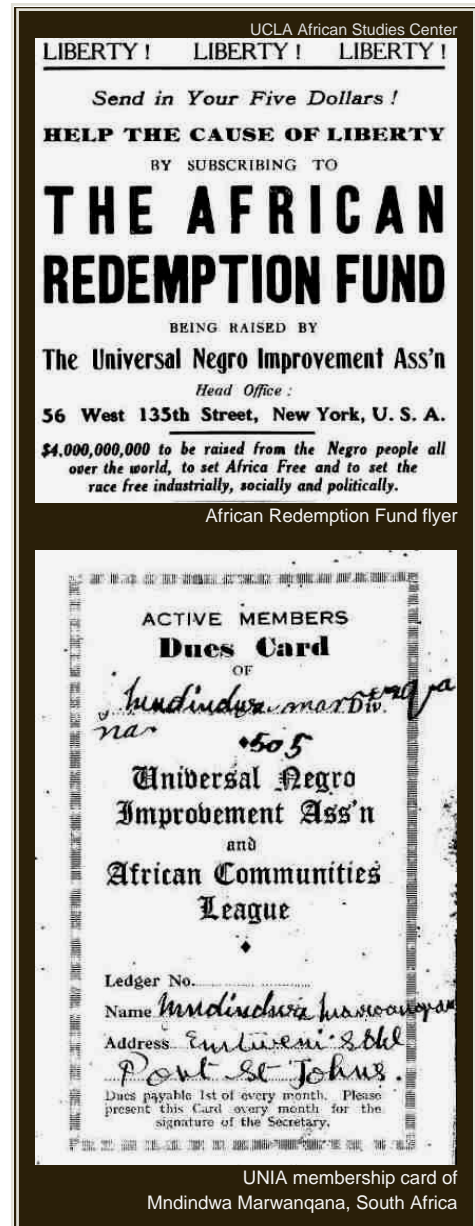 UCLA African Studies Center
LIBERTY ! LIBERTY ! LIBERTY !
Send in Your Five Dollars !
HELP THE CAUSE OF LIBERTY
BY SUBSCRIBING TO
THE AFRICAN
REDEMPTION FUND
BEING RAISED BY
The Universal Negro Improvement Ass'n
Head Office :
56 West 135th Street, New York, U. S. A.
$4,000,000,000 to be raised from the Negro people all
over the world, to set Africa Free and to set the
race free industrially, socially and politically.
African Redemption Fund flyer
ACTIVE MEMBERS
Dues Card
OF
Div.
505
Universal Negro
Improvement Ass'n
and
African Communities
League
Ledger No.
Name Mndindwa Marwanqana
Address
Port St Johns.
Dues payable 1st of every month. Please
present this Card every month for the
signature of the Secretary.
UNIA membership card of
Mndindwa Marwanqana, South Africa